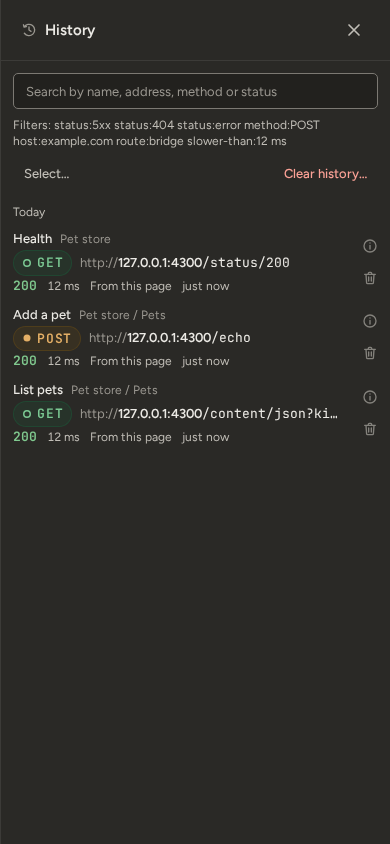 History
Search by name, address, method or status
Filters: status:5xx status:404 status:error method:POST
host:example.com route:bridge slower-than:12 ms
Select... Clear history...
Today
Health Pet store
GET http://127.0.0.1:4300/status/200
200 12 ms From this page just now
Add a pet Pet store / Pets
POST http://127.0.0.1:4300/echo
200 12 ms From this page just now
List pets Pet store / Pets
GET http://127.0.0.1:4300/content/json?ki…
200 12 ms From this page just now